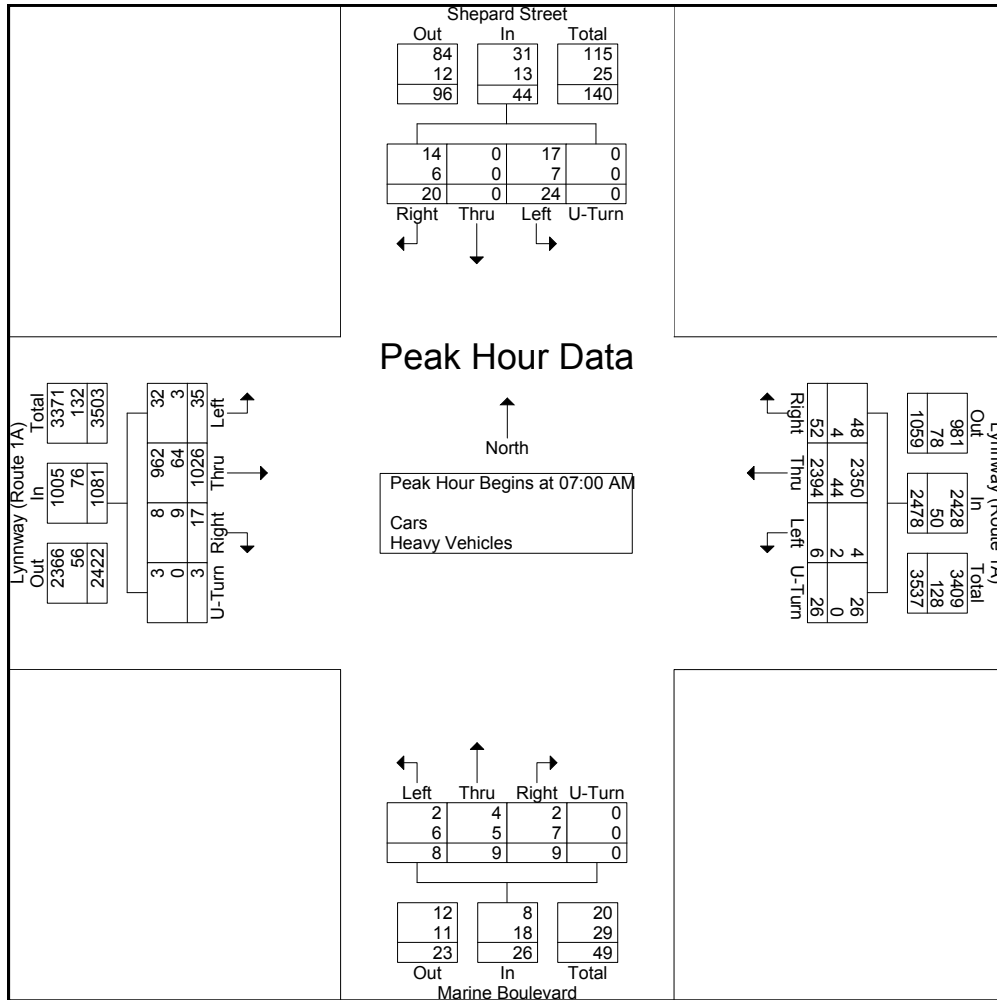 Shepard Street
Out In Total
84 31 115
12 13 25
96 44 140
14 0 17 0
6 0 7 0
20 0 24 0
Right Thru Left U-Turn
Peak Hour Data
North
Peak Hour Begins at 07:00 AM
Cars
Heavy Vehicles
Lynnway (Route 1A)
Out In Total
2366 1005 3371
56 76 132
2422 1081 3503
U-Turn Right Thru Left
3 8 962 32
0 9 64 3
3 17 1026 35
Lynnway (Route 1A)
Out In Total
981 2428 3409
78 50 128
1059 2478 3537
48 2350 4 26
4 44 2 0
52 2394 6 26
Right Thru Left U-Turn
Left Thru Right U-Turn
2 4 2 0
6 5 7 0
8 9 9 0
12 8 20
11 18 29
23 26 49
Out In Total
Marine Boulevard